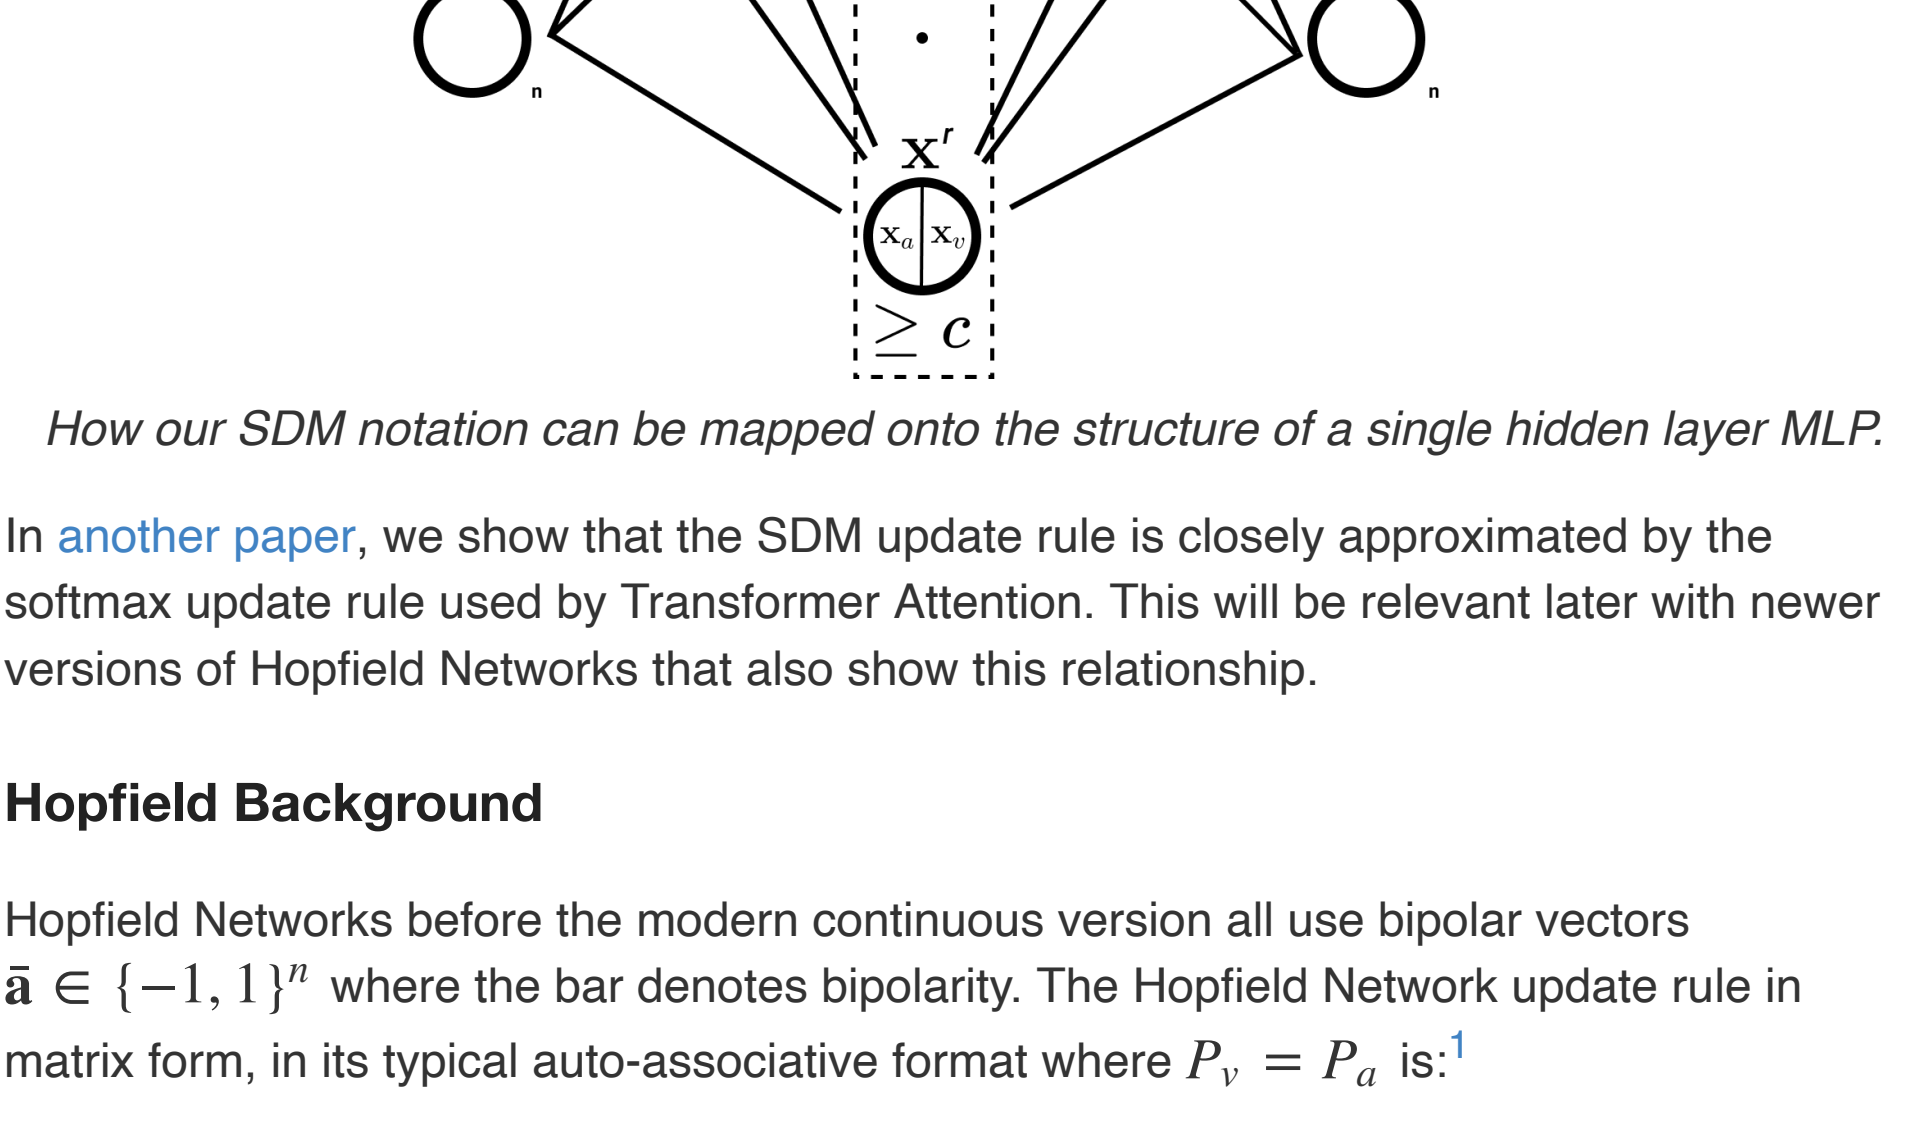 n n
x^r
x_a x_v
≥ c
How our SDM notation can be mapped onto the structure of a single hidden layer MLP.
In another paper, we show that the SDM update rule is closely approximated by the
softmax update rule used by Transformer Attention. This will be relevant later with newer
versions of Hopfield Networks that also show this relationship.
Hopfield Background
Hopfield Networks before the modern continuous version all use bipolar vectors
ā ∈ {−1, 1}^n where the bar denotes bipolarity. The Hopfield Network update rule in
matrix form, in its typical auto-associative format where P_v = P_a is:^1